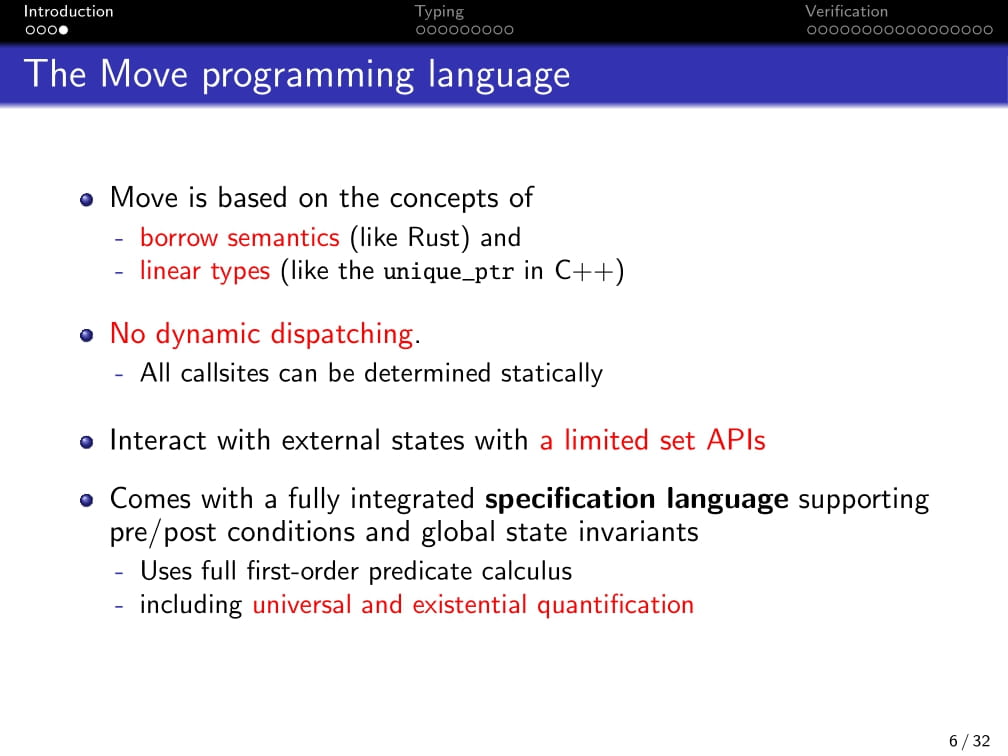 Introduction
Typing
Verification
The Move programming language
Move is based on the concepts of
- borrow semantics (like Rust) and
- linear types (like the unique_ptr in C++)
No dynamic dispatching.
- All callsites can be determined statically
Interact with external states with a limited set APIs
Comes with a fully integrated specification language supporting
pre/post conditions and global state invariants
- Uses full first-order predicate calculus
- including universal and existential quantification
6 / 32